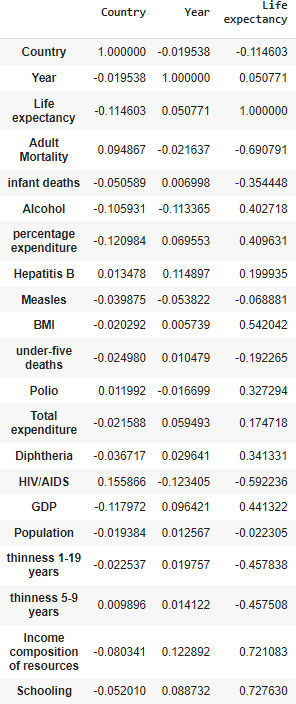 Country Year Life
expectancy
Country 1.000000 -0.019538 -0.114603
Year -0.019538 1.000000 0.050771
Life
expectancy -0.114603 0.050771 1.000000
Adult
Mortality 0.094867 -0.021637 -0.690791
infant deaths -0.050589 0.006998 -0.354448
Alcohol -0.105931 -0.113365 0.402718
percentage
expenditure -0.120984 0.069553 0.409631
Hepatitis B 0.013478 0.114897 0.199935
Measles -0.039875 -0.053822 -0.068881
BMI -0.020292 0.005739 0.542042
under-five
deaths -0.024980 0.010479 -0.192265
Polio 0.011992 -0.016699 0.327294
Total
expenditure -0.021588 0.059493 0.174718
Diphtheria -0.036717 0.029641 0.341331
HIV/AIDS 0.155866 -0.123405 -0.592236
GDP -0.117972 0.096421 0.441322
Population -0.019384 0.012567 -0.022305
thinness 1-19
years -0.022537 0.019757 -0.457838
thinness 5-9
years 0.009896 0.014122 -0.457508
Income
composition
of resources -0.080341 0.122892 0.721083
Schooling -0.052010 0.088732 0.727630